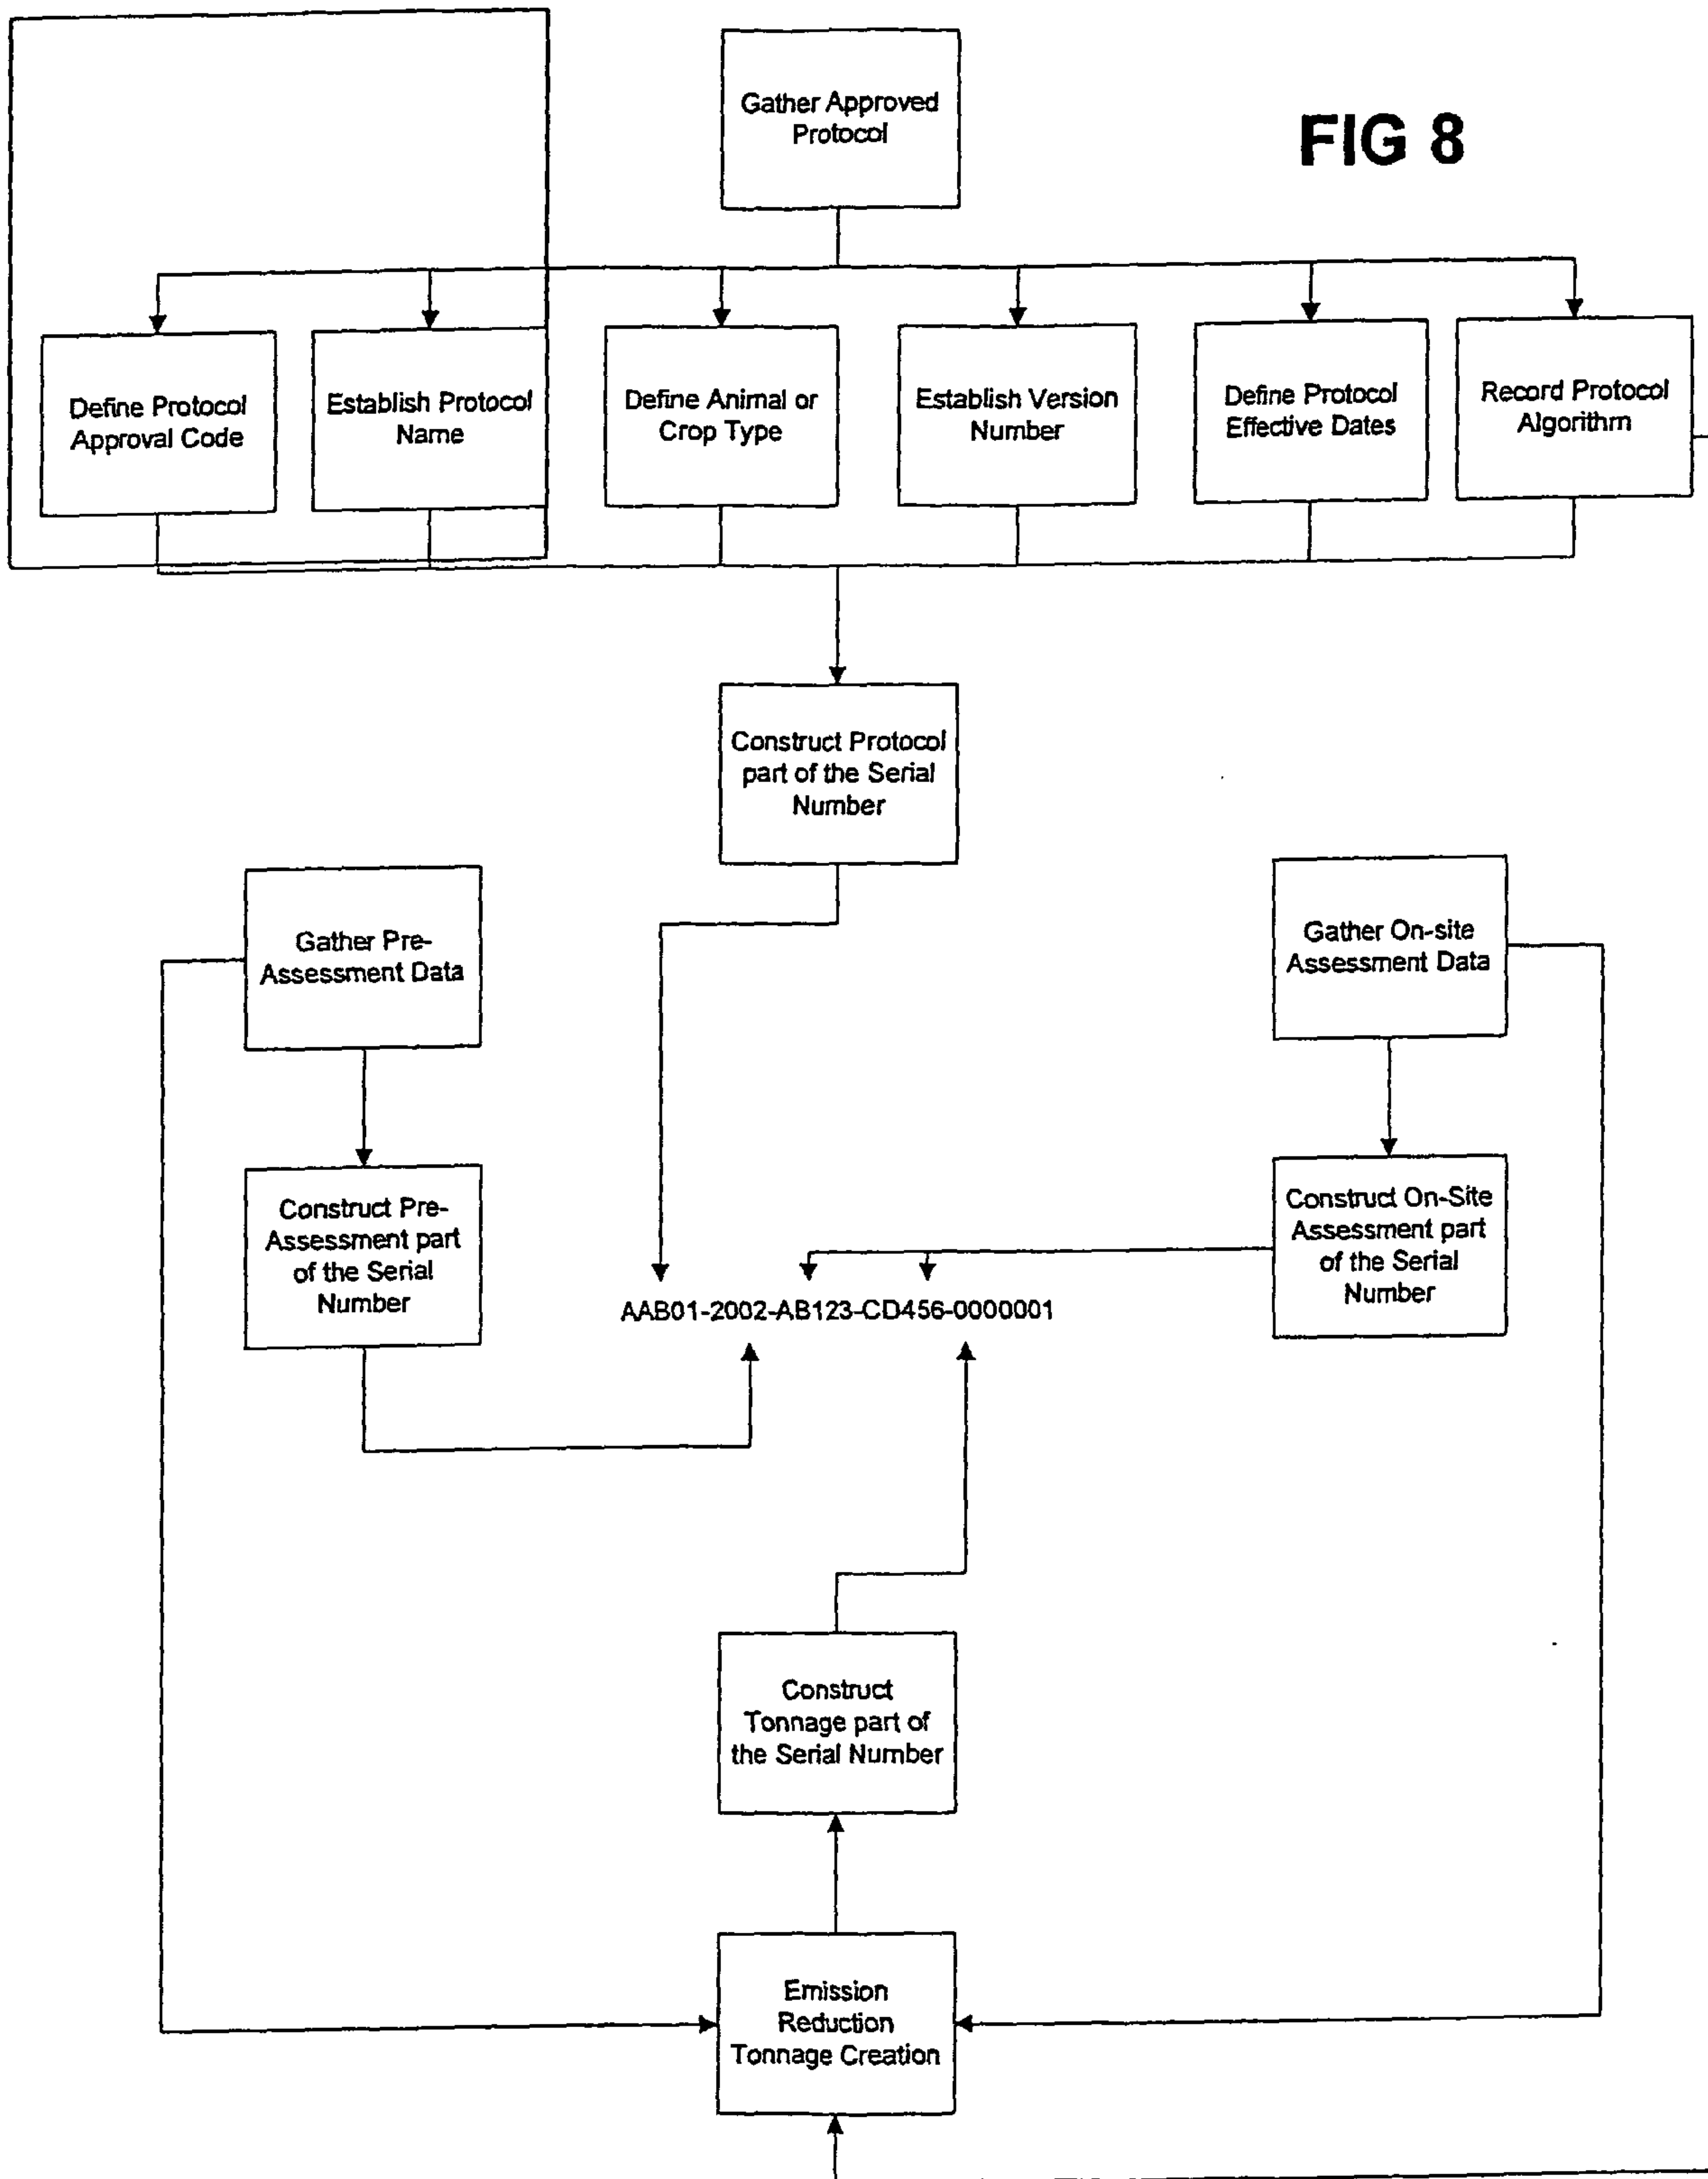 Gather Approved
Protocol
FIG 8
Define Protocol
Approval Code
Establish Protocol
Name
Define Animal or
Crop Type
Establish Version
Number
Define Protocol
Effective Dates
Record Protocol
Algorithm
Construct Protocol
part of the Serial
Number
Gather Pre-
Assessment Data
Gather On-site
Assessment Data
Construct Pre-
Assessment part
of the Serial
Number
Construct On-Site
Assessment part
of the Serial
Number
AAB01-2002-AB123-CD456-0000001
Construct
Tonnage part of
the Serial Number
Emission
Reduction
Tonnage Creation